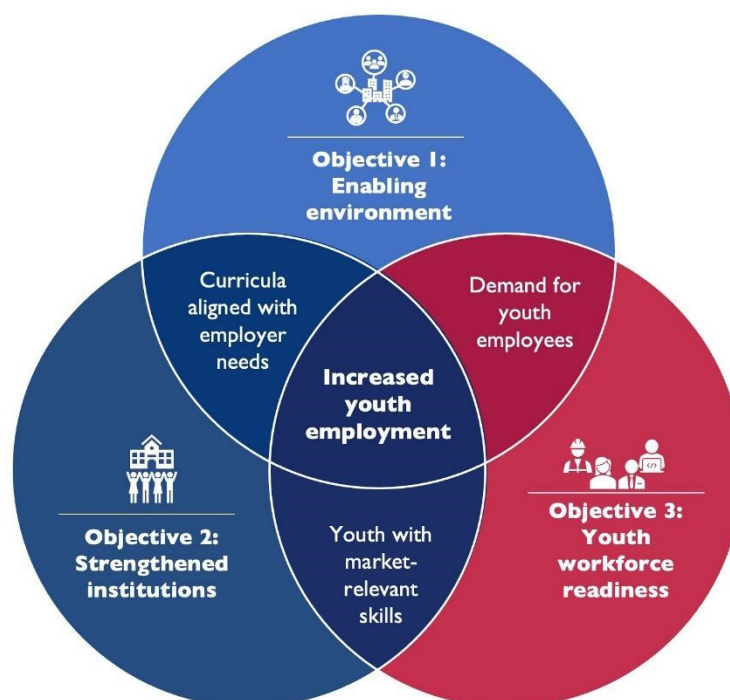 Objective 1:
Enabling
environment
Curricula
aligned with
employer
needs
Demand for
youth
employees
Increased
youth
employment
Objective 2:
Strengthened
institutions
Youth with
market-
relevant
skills
Objective 3:
Youth
workforce
readiness